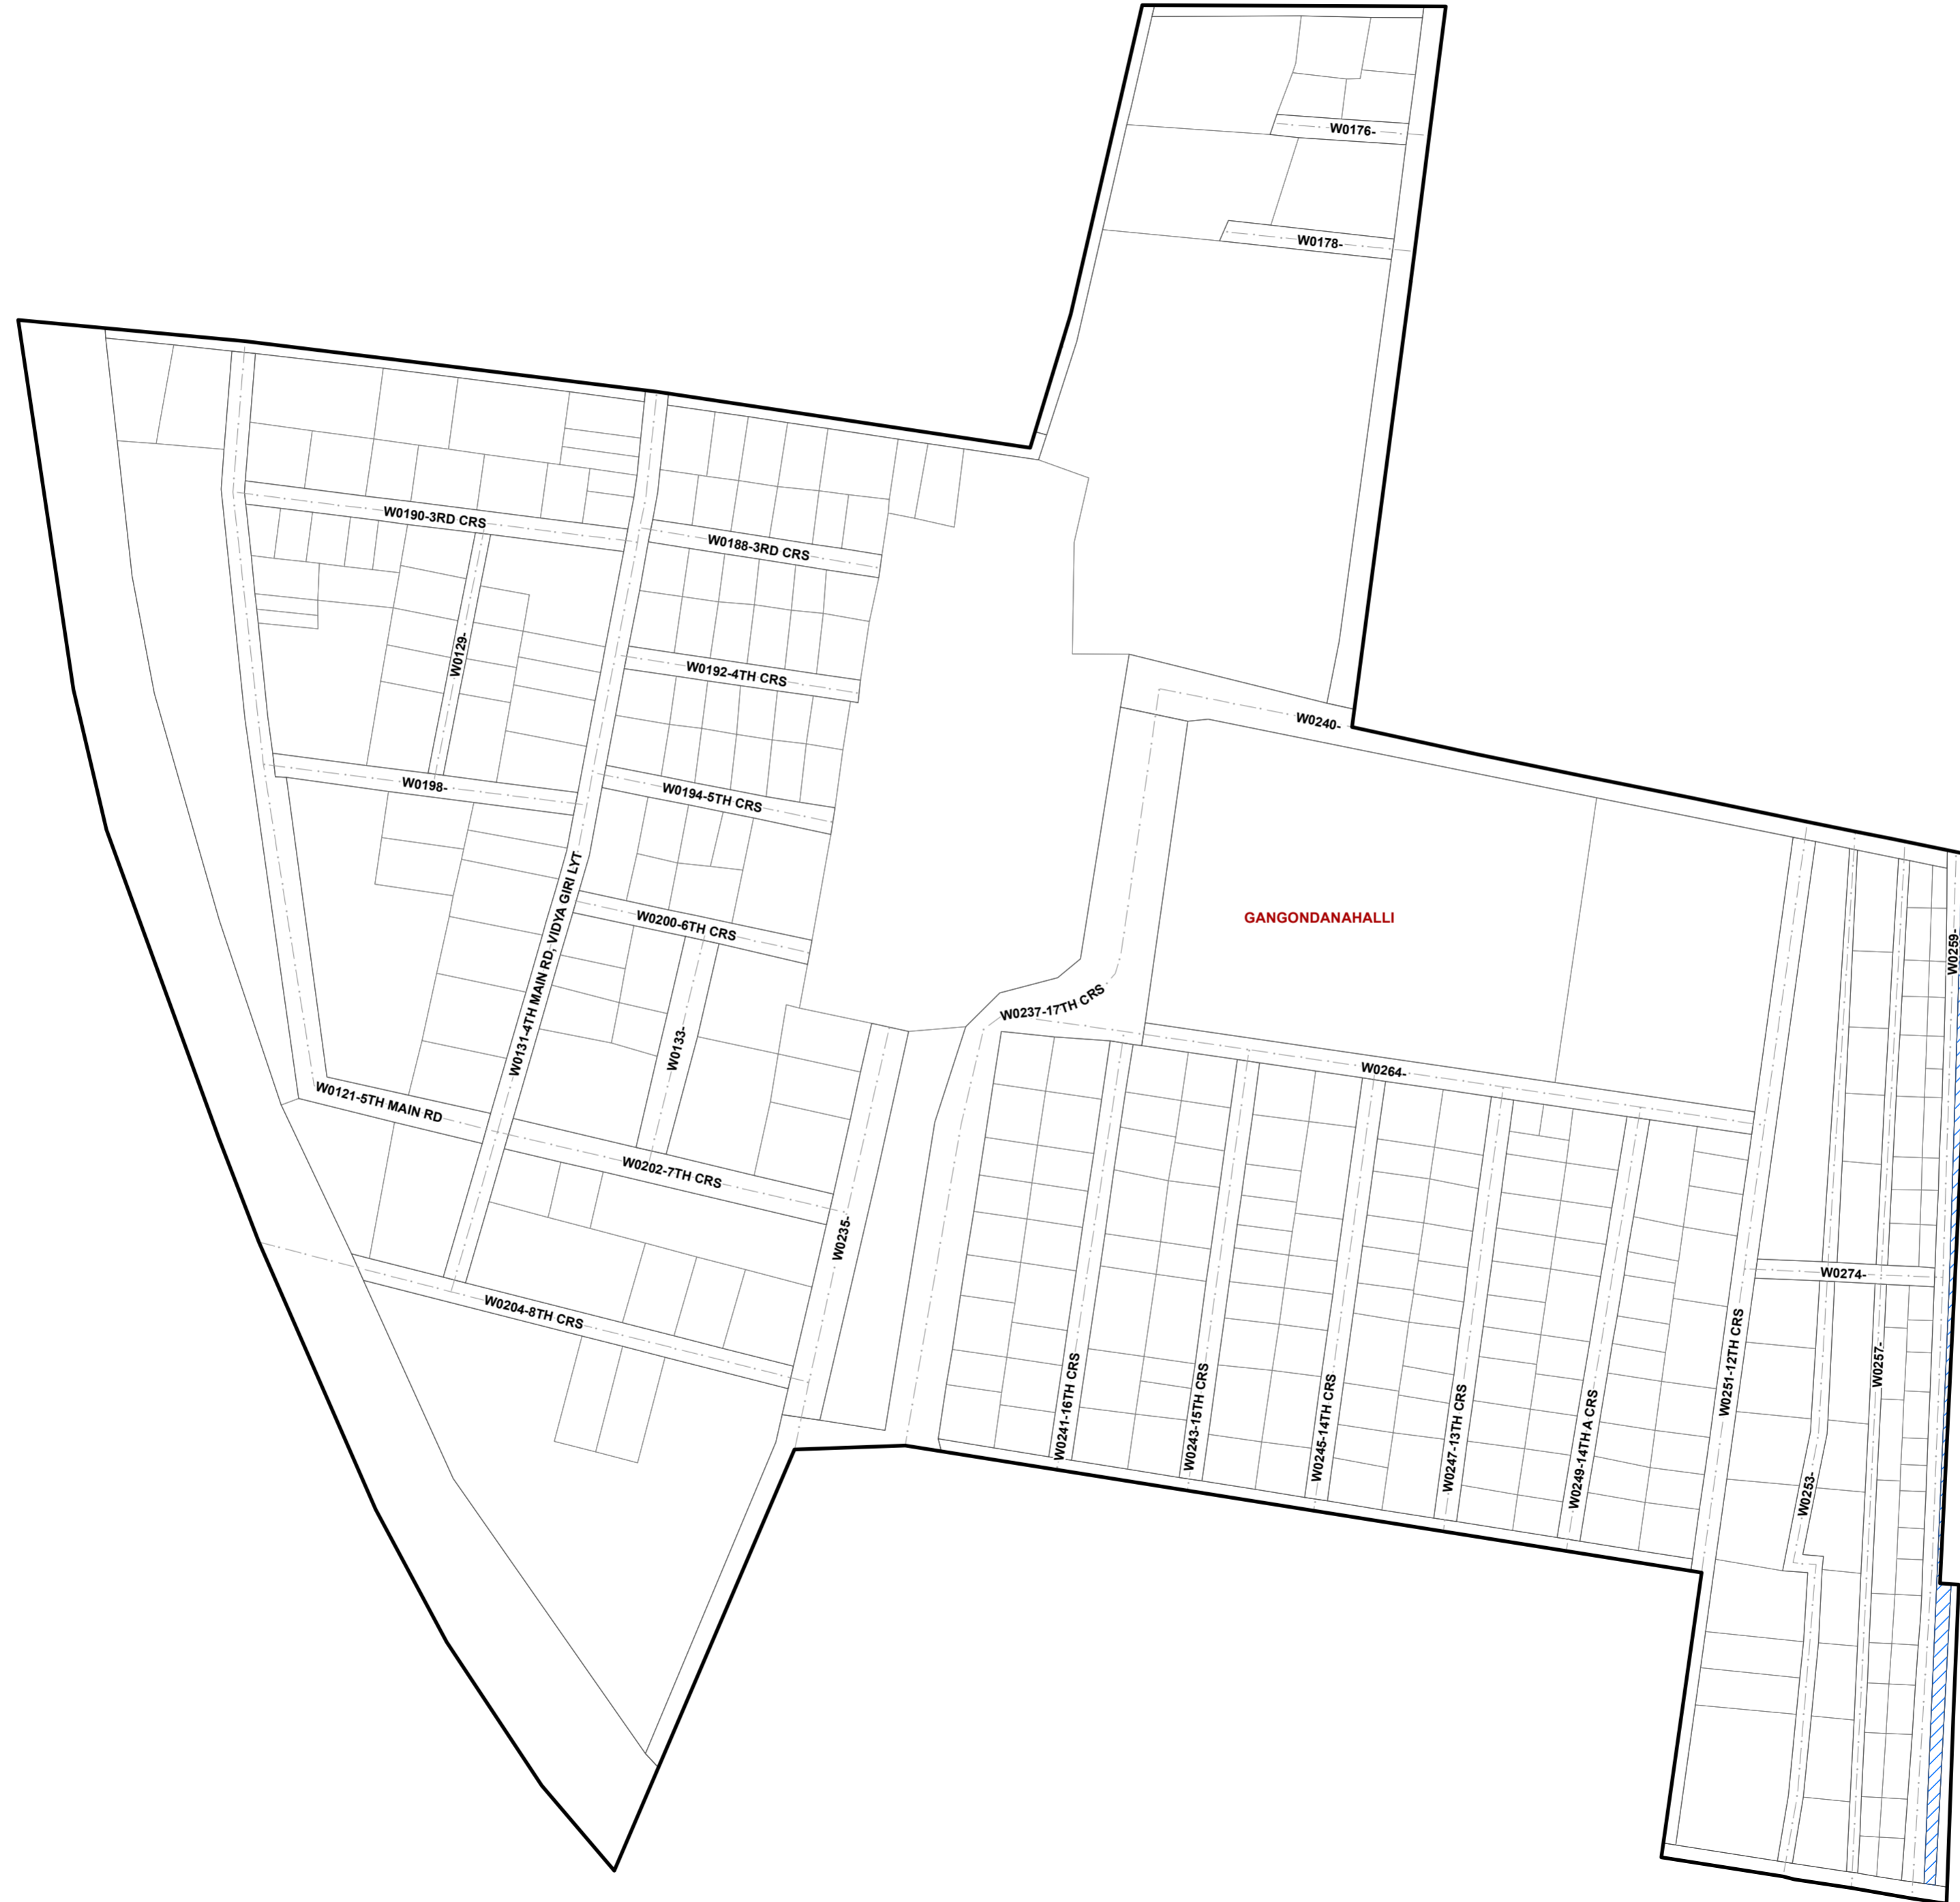 W0176-
W0178-
W0190-3RD CRS
W0188-3RD CRS
W0129-
W0192-4TH CRS
W0240-
W0198-
W0194-5TH CRS
W0131-4TH MAIN RD, VIDYA GIRI LYT
W0200-6TH CRS
GANGONDANAHALLI
W0259-
W0237-17TH CRS
W0133-
W0264-
W0121-5TH MAIN RD
W0202-7TH CRS
W0235-
W0274-
W0204-8TH CRS
W0241-16TH CRS
W0243-15TH CRS
W0245-14TH CRS
W0247-13TH CRS
W0249-14TH A CRS
W0251-12TH CRS
W0257-
W0253-